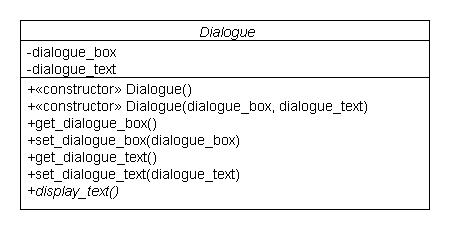 Dialogue
-dialogue_box
-dialogue_text
+«constructor» Dialogue()
+«constructor» Dialogue(dialogue_box, dialogue_text)
+get_dialogue_box()
+set_dialogue_box(dialogue_box)
+get_dialogue_text()
+set_dialogue_text(dialogue_text)
+display_text()